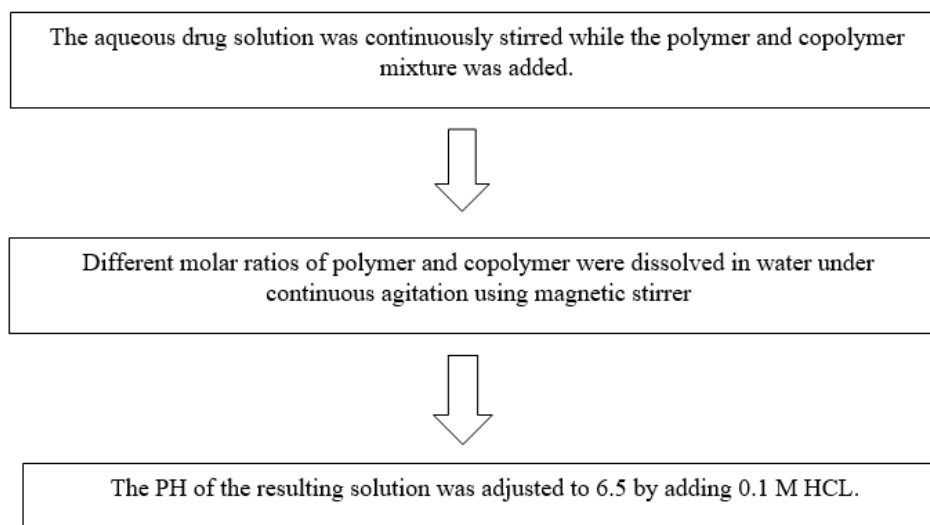 The aqueous drug solution was continuously stirred while the polymer and copolymer
mixture was added.
Different molar ratios of polymer and copolymer were dissolved in water under
continuous agitation using magnetic stirrer
The PH of the resulting solution was adjusted to 6.5 by adding 0.1 M HCL.